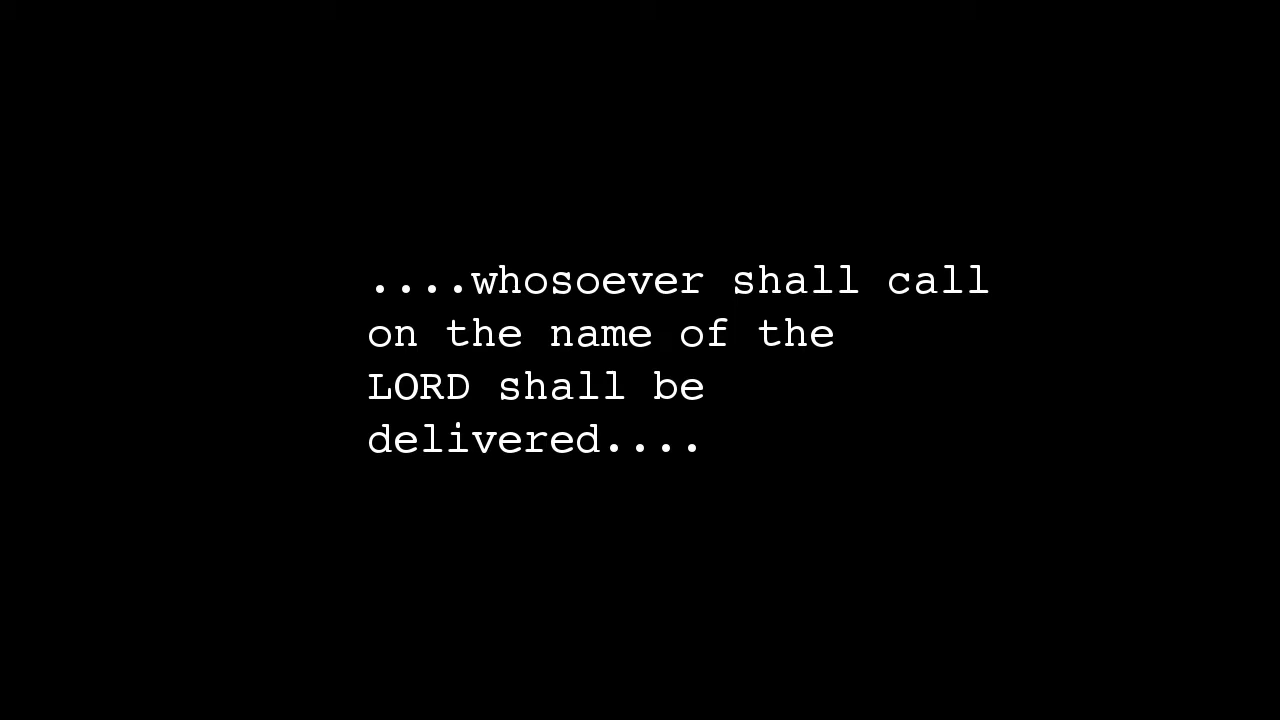 ....whosoever shall call
on the name of the
LORD shall be
delivered....